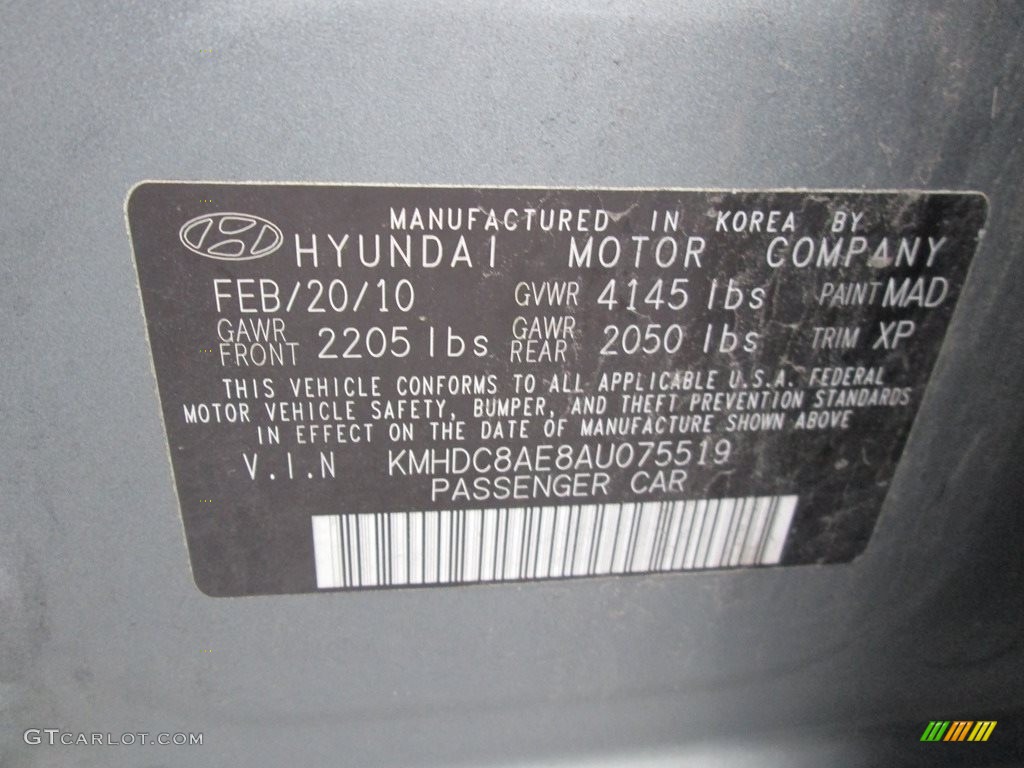 MANUFACTURED IN KOREA BY
HYUNDAI MOTOR COMPANY
FEB/20/10 GVWR 4145 lbs PAINT MAD
GAWR FRONT 2205 lbs GAWR REAR 2050 lbs TRIM XP
THIS VEHICLE CONFORMS TO ALL APPLICABLE U.S.A. FEDERAL
MOTOR VEHICLE SAFETY, BUMPER, AND THEFT PREVENTION STANDARDS
IN EFFECT ON THE DATE OF MANUFACTURE SHOWN ABOVE
V.I.N KMHDC8AE8AU075519
PASSENGER CAR
GTCARLOT.COM